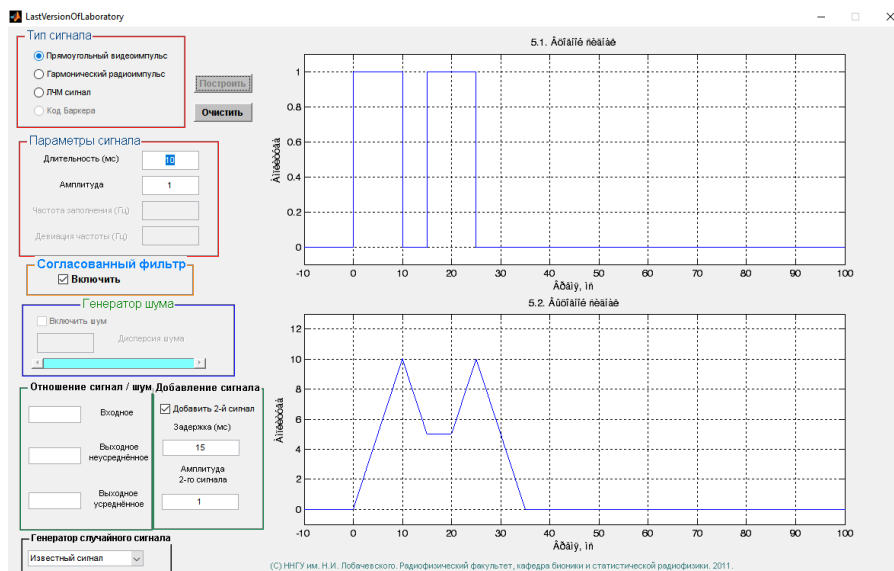 LastVersionOfLaboratory
Тип сигнала
Прямоугольный видеоимпульс
Гармонический радиоимпульс
ЛЧМ сигнал
Код Баркера
Построить
Очистить
Параметры сигнала
Длительность (мс)
10
Амплитуда
1
Частота заполнения (Гц)
Девиация частоты (Гц)
Согласованный фильтр
Включить
Генератор шума
Включить шум
Дисперсия шума
Отношение сигнал / шум
Входное
Выходное
неусреднённое
Выходное
усреднённое
Добавление сигнала
Добавить 2-й сигнал
Задержка (мс)
15
Амплитуда
2-го сигнала
1
Генератор случайного сигнала
Известный сигнал
5.1. Âõîäíîé ñèãíàë
Àìïëèòóäà
1
0.8
0.6
0.4
0.2
0
-10 0 10 20 30 40 50 60 70 80 90 100
Âðåìÿ, ìñ
5.2. Âûõîäíîé ñèãíàë
Àìïëèòóäà
12
10
8
6
4
2
0
-10 0 10 20 30 40 50 60 70 80 90 100
Âðåìÿ, ìñ
(С) ННГУ им. Н.И. Лобачевского. Радиофизический факультет, кафедра бионики и статистической радиофизики. 2011.